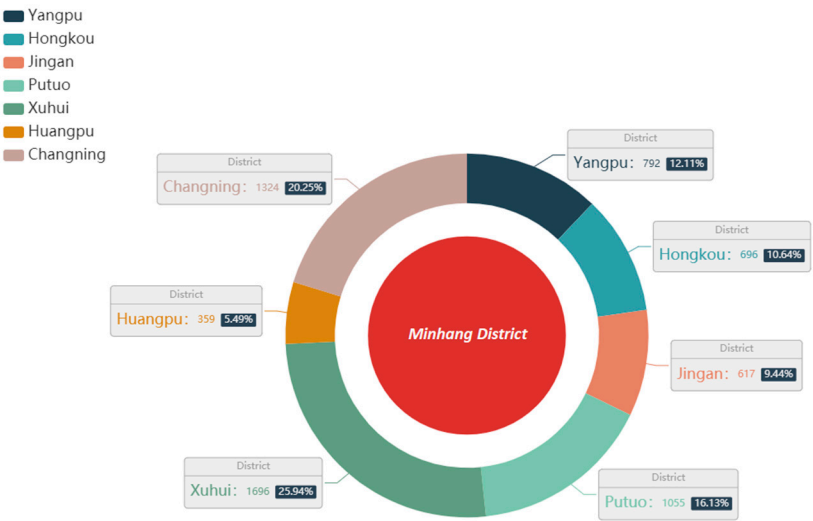 Yangpu
Hongkou
Jingan
Putuo
Xuhui
Huangpu
Changning
District
Yangpu: 792 12.11%
District
Changning: 1324 20.25%
District
Hongkou: 696 10.64%
District
Huangpu: 359 5.49%
Minhang District
District
Jingan: 617 9.44%
District
Xuhui: 1696 25.94%
District
Putuo: 1055 16.13%